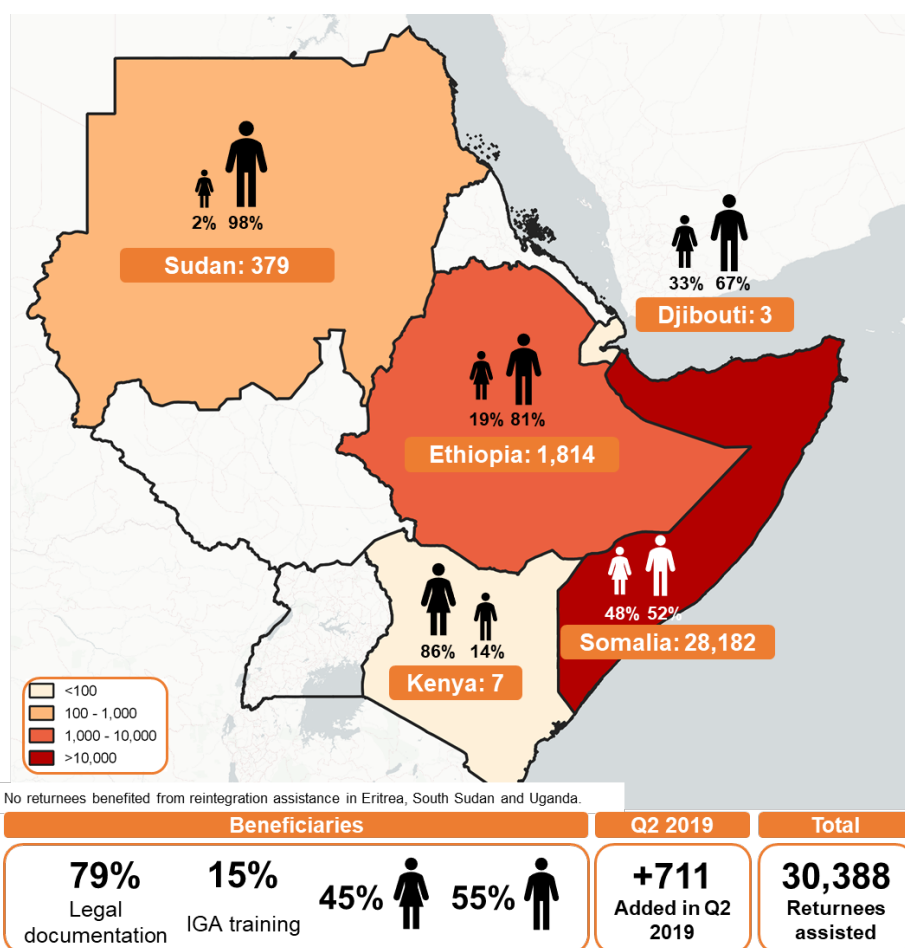 2% 98%
Sudan: 379
33% 67%
Djibouti: 3
19% 81%
Ethiopia: 1,814
48% 52%
Somalia: 28,182
86% 14%
Kenya: 7
<100
100 - 1,000
1,000 - 10,000
>10,000
No returnees benefited from reintegration assistance in Eritrea, South Sudan and Uganda.
Beneficiaries
79%
Legal
documentation
15%
IGA training
45%
55%
Q2 2019
+711
Added in Q2
2019
Total
30,388
Returnees
assisted